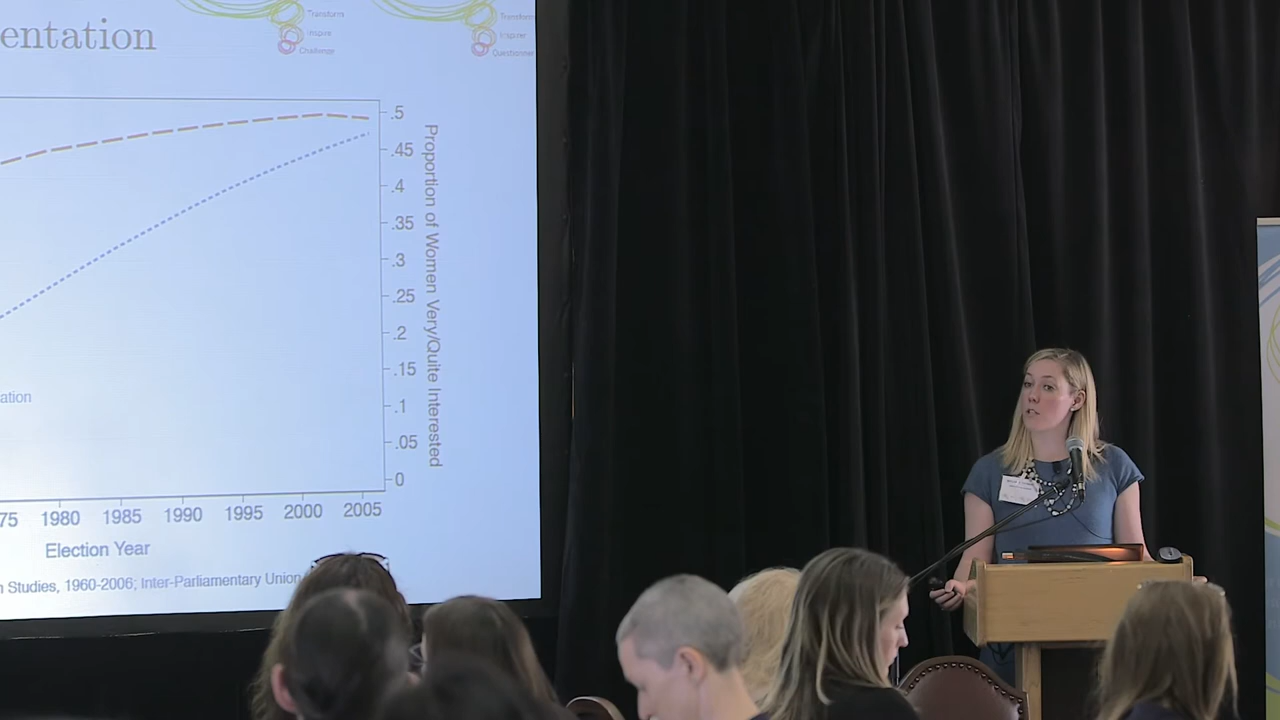 entation
Transform
Inspire
Challenge
Transform
Inspirer
Questionner
.5
.45
.4
.35
.3
.25
.2
.15
.1
.05
0
Proportion of Women Very/Quite Interested
ation
75 1980 1985 1990 1995 2000 2005
Election Year
n Studies, 1960-2006; Inter-Parliamentary Union